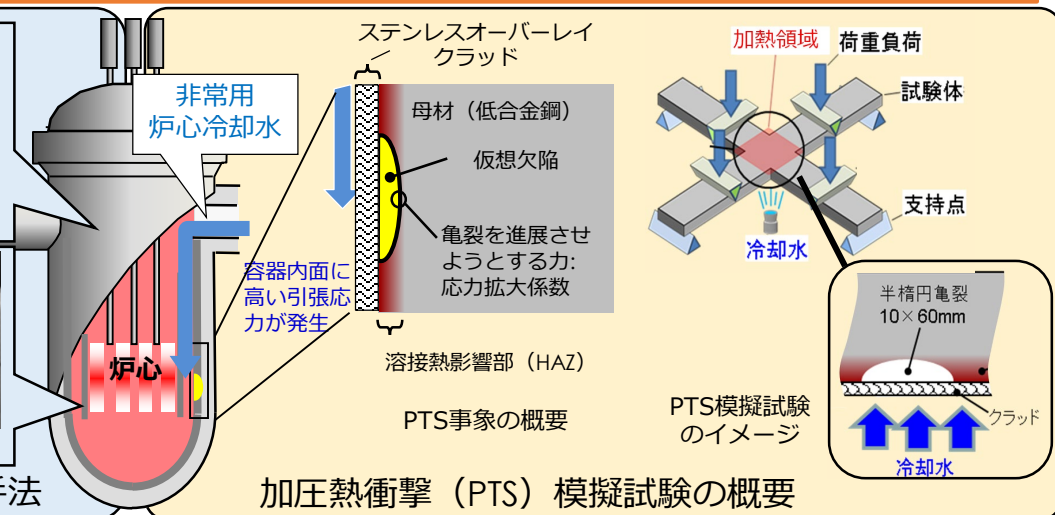 非常用
炉心冷却水
炉心
手法
ステンレスオーバーレイ
クラッド
母材（低合金鋼）
仮想欠陥
亀裂を進展させ
ようとする力:
応力拡大係数
容器内面に
高い引張応
力が発生
溶接熱影響部（HAZ）
PTS事象の概要
加熱領域
荷重負荷
試験体
支持点
冷却水
PTS模擬試験
のイメージ
半楕円亀裂
10×60mm
クラッド
冷却水
加圧熱衝撃（PTS）模擬試験の概要